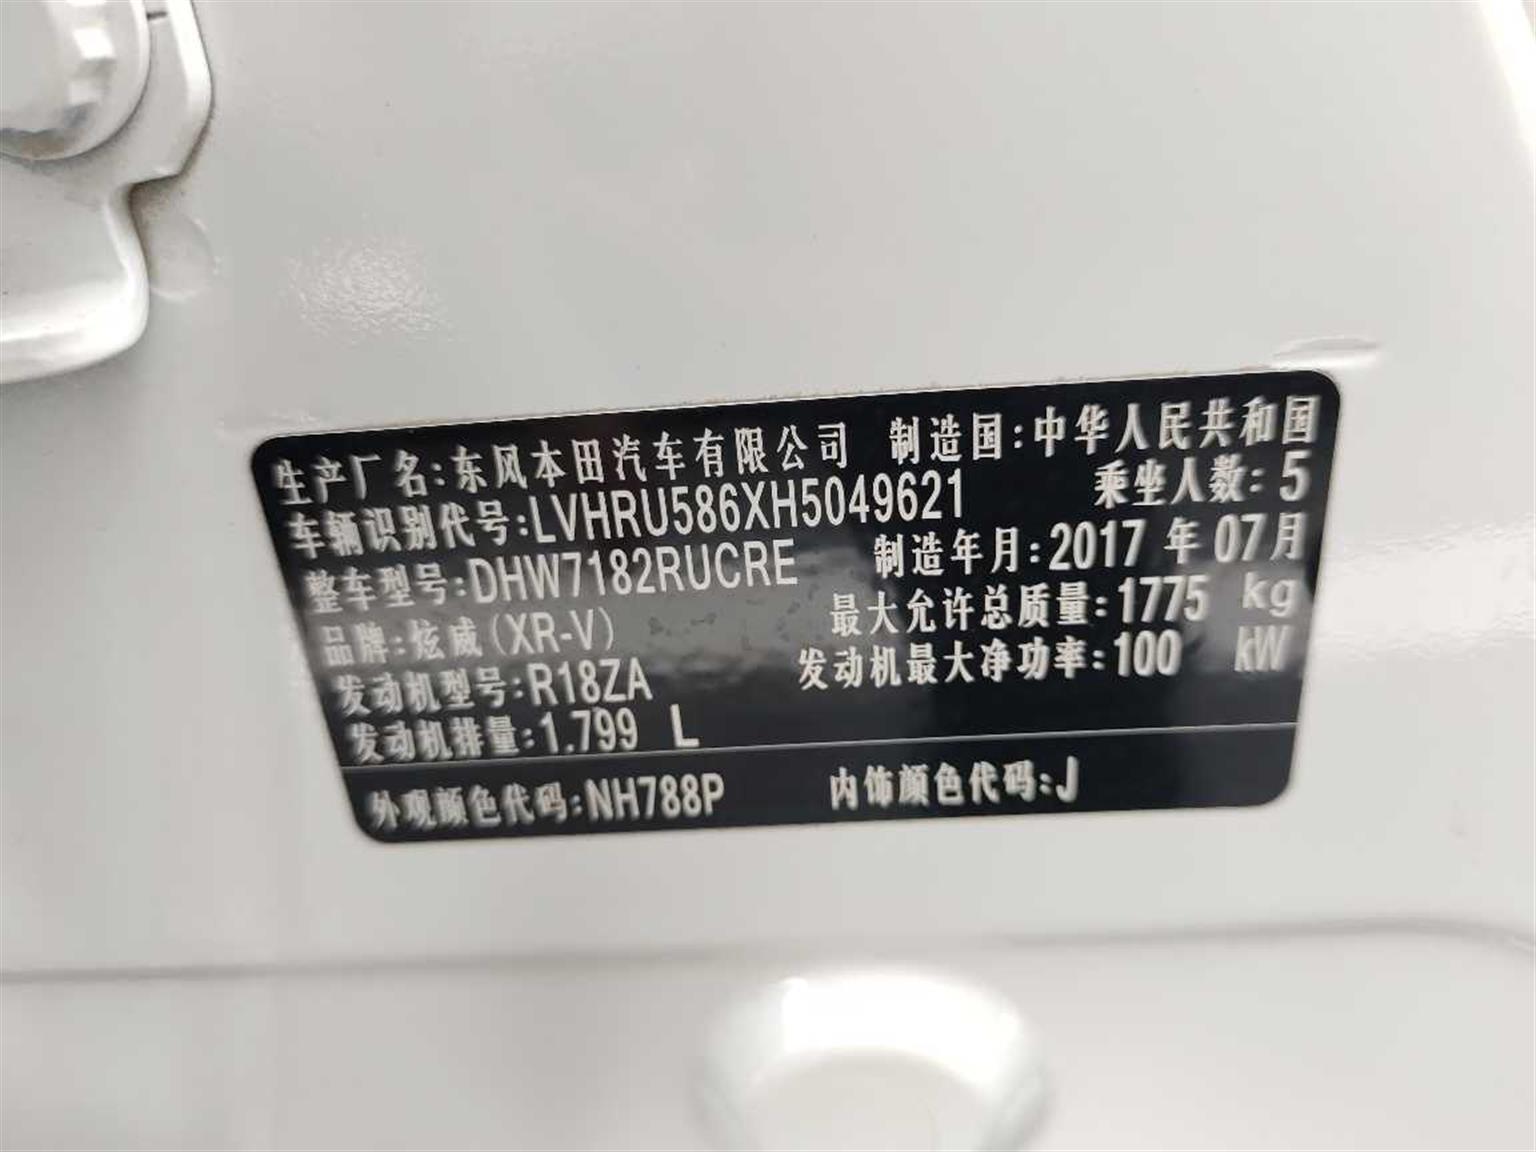 生产厂名:东风本田汽车有限公司 制造国:中华人民共和国
车辆识别代号:LVHRU586XH5049621 乘坐人数:5
整车型号:DHW7182RUCRE 制造年月:2017 年 07月
品牌:炫威(XR-V) 最大允许总质量:1775 kg
发动机型号:R18ZA 发动机最大净功率:100 kW
发动机排量:1.799 L
外观颜色代码:NH788P 内饰颜色代码:J